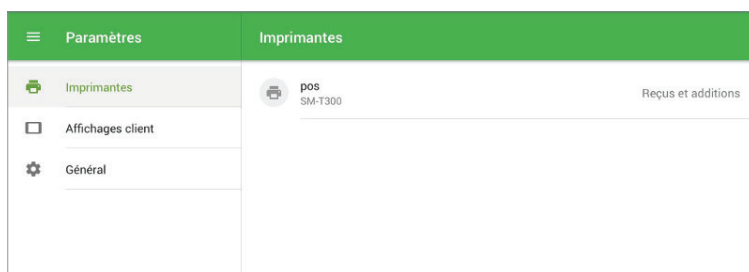 Paramètres
Imprimantes
Imprimantes
Affichages client
Général
pos
SM-T300
Reçus et additions